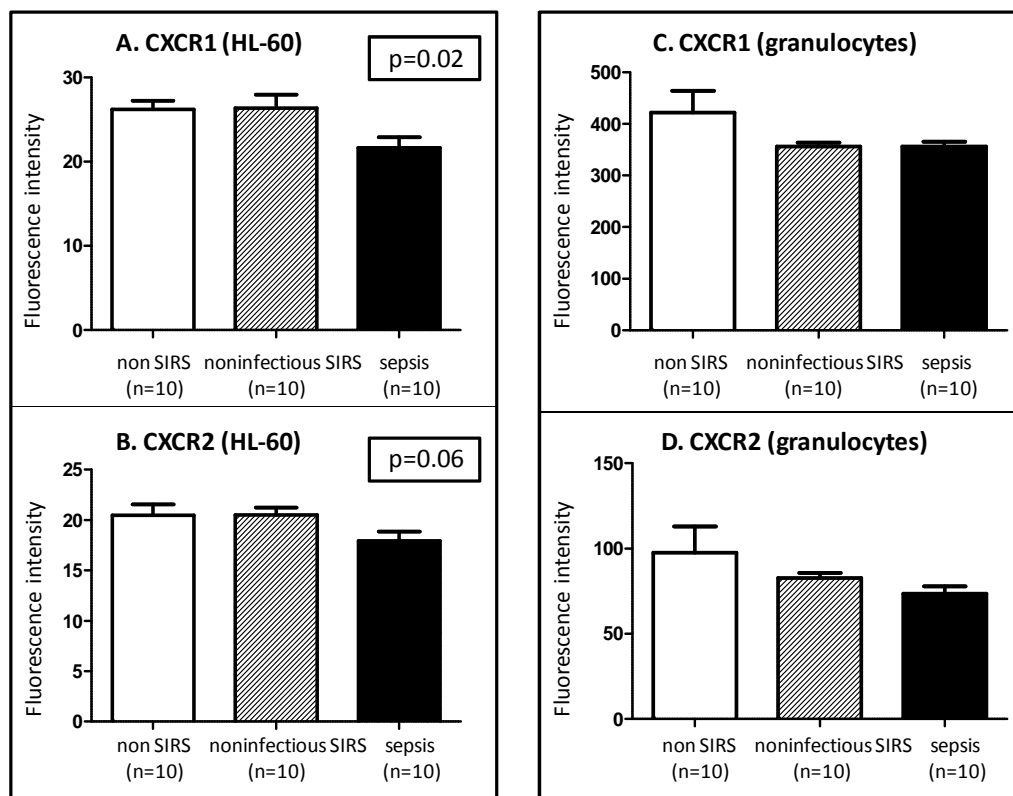 A. CXCR1 (HL-60)
p=0.02
Fluorescence intensity
30
20
10
0
non SIRS noninfectious SIRS sepsis
(n=10) (n=10) (n=10)
B. CXCR2 (HL-60)
p=0.06
Fluorescence intensity
25
20
15
10
5
0
non SIRS noninfectious SIRS sepsis
(n=10) (n=10) (n=10)
C. CXCR1 (granulocytes)
Fluorescence intensity
500
400
300
200
100
0
non SIRS noninfectious SIRS sepsis
(n=10) (n=10) (n=10)
D. CXCR2 (granulocytes)
Fluorescence intensity
150
100
50
0
non SIRS noninfectious SIRS sepsis
(n=10) (n=10) (n=10)